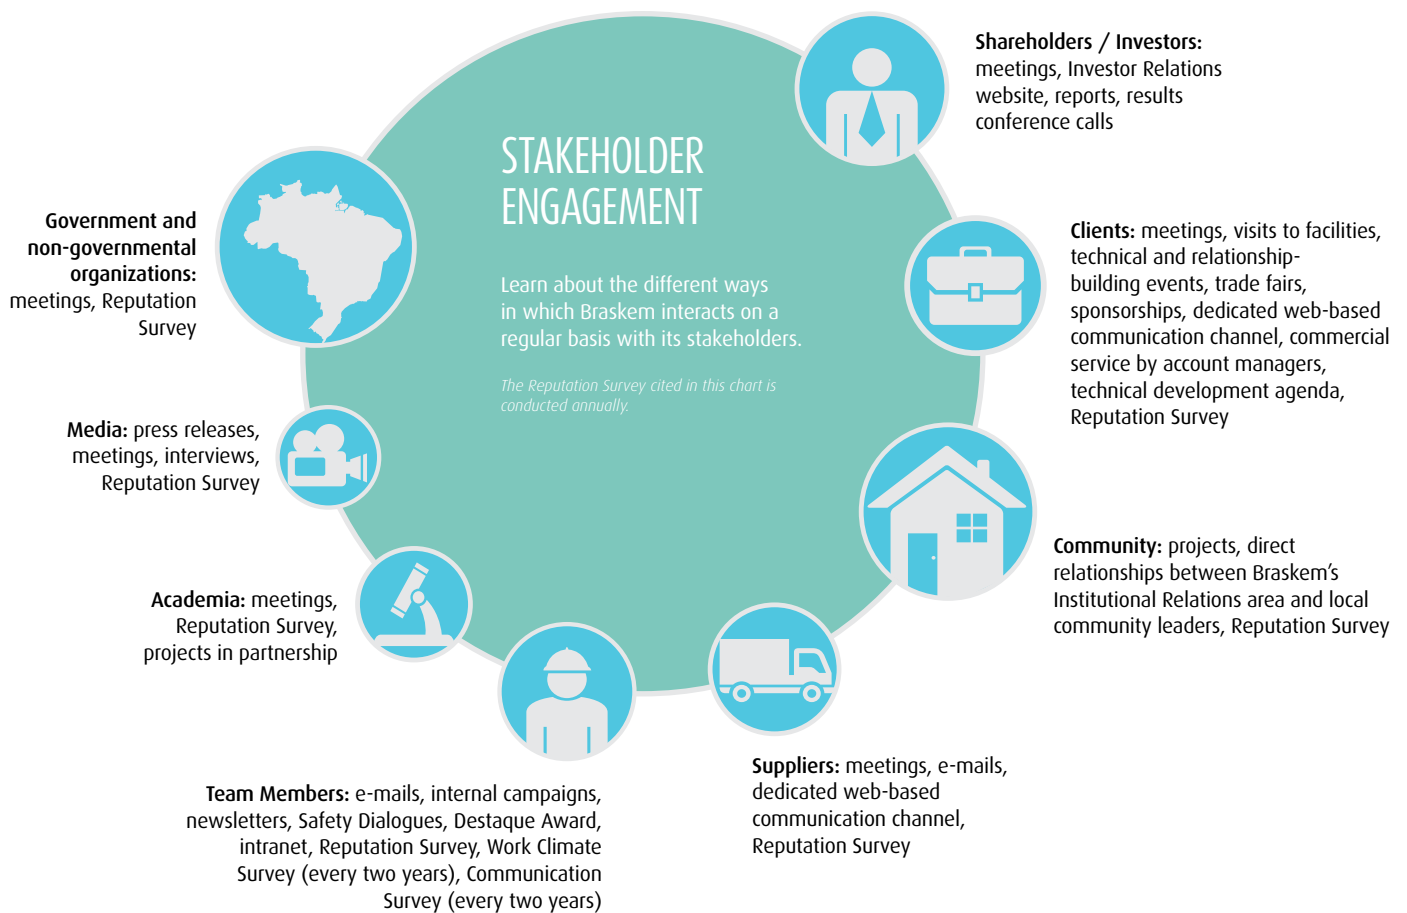 STAKEHOLDER
ENGAGEMENT
Learn about the different ways
in which Braskem interacts on a
regular basis with its stakeholders.
The Reputation Survey cited in this chart is
conducted annually.
Shareholders / Investors:
meetings, Investor Relations
website, reports, results
conference calls
Clients: meetings, visits to facilities,
technical and relationship-
building events, trade fairs,
sponsorships, dedicated web-based
communication channel, commercial
service by account managers,
technical development agenda,
Reputation Survey
Community: projects, direct
relationships between Braskem’s
Institutional Relations area and local
community leaders, Reputation Survey
Suppliers: meetings, e-mails,
dedicated web-based
communication channel,
Reputation Survey
Team Members: e-mails, internal campaigns,
newsletters, Safety Dialogues, Destaque Award,
intranet, Reputation Survey, Work Climate
Survey (every two years), Communication
Survey (every two years)
Academia: meetings,
Reputation Survey,
projects in partnership
Media: press releases,
meetings, interviews,
Reputation Survey
Government and
non-governmental
organizations:
meetings, Reputation
Survey